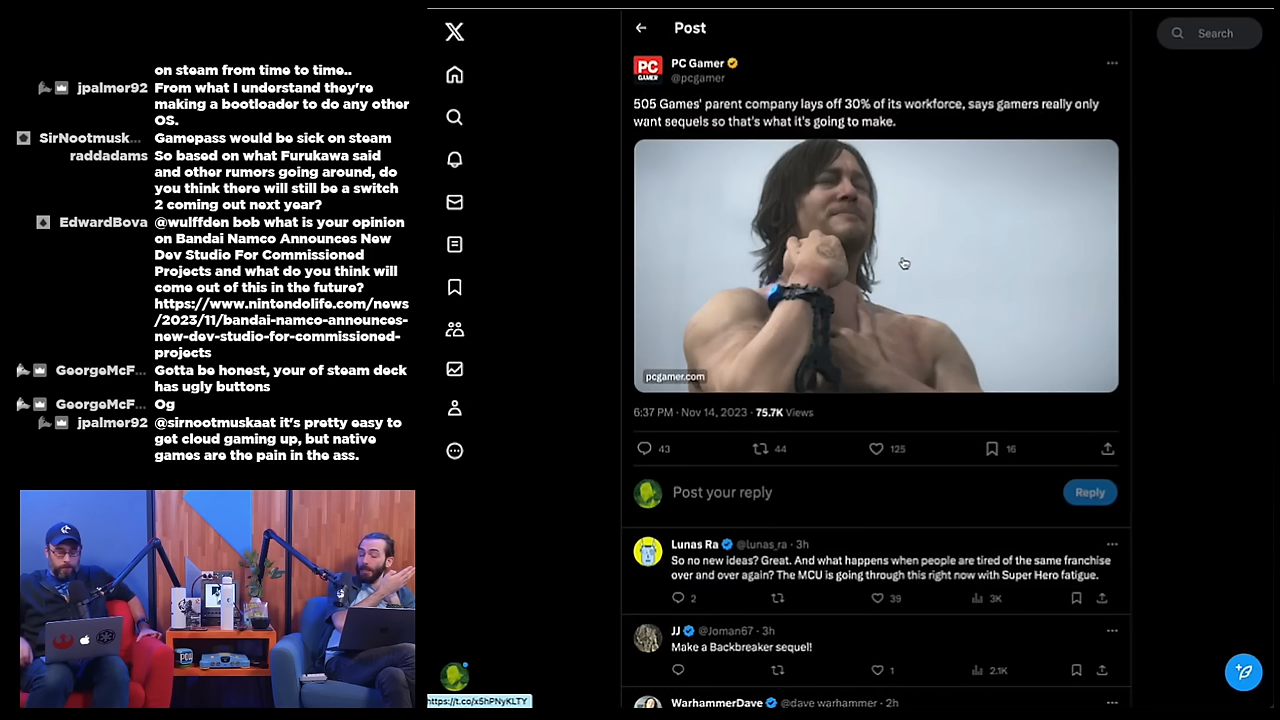 on steam from time to time..
jpalmer92 From what I understand they're
making a bootloader to do any other
OS.
SirNootmusk... Gamepass would be sick on steam
raddadams So based on what Furukawa said
and other rumors going around, do
you think there will still be a switch
2 coming out next year?
EdwardBova @wulffden bob what is your opinion
on Bandai Namco Announces New
Dev Studio For Commissioned
Projects and what do you think will
come out of this in the future?
https://www.nintendolife.com/news
/2023/11/bandai-namco-announces-
new-dev-studio-for-commissioned-
projects
GeorgeMcF... Gotta be honest, your of steam deck
has ugly buttons
GeorgeMcF... Og
jpalmer92 @sirnootmuskaat it's pretty easy to
get cloud gaming up, but native
games are the pain in the ass.
Post
Search
PC GAMER
PC Gamer
@pcgamer
505 Games' parent company lays off 30% of its workforce, says gamers really only
want sequels so that's what it's going to make.
pcgamer.com
6:37 PM · Nov 14, 2023 · 75.7K Views
43 44 125 16
Post your reply
Reply
Lunas Ra @lunas_ra · 3h
So no new ideas? Great. And what happens when people are tired of the same franchise
over and over again? The MCU is going through this right now with Super Hero fatigue.
2 39 3K
JJ @Joman67 · 3h
Make a Backbreaker sequel!
1 2.1K
WarhammerDave @dave_warhammer · 2h
https://t.co/x5hPNyKLTY